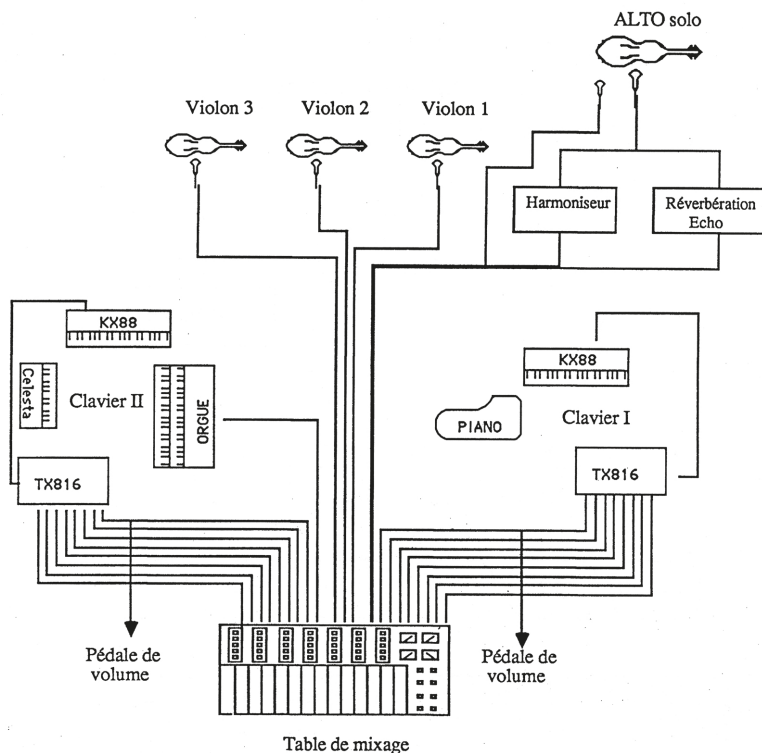 ALTO solo
Violon 3
Violon 2
Violon 1
Harmoniseur
Réverbération
Echo
KX88
Celesta
Clavier II
ORGUE
TX816
KX88
PIANO
Clavier I
TX816
Pédale de
volume
Pédale de
volume
Table de mixage